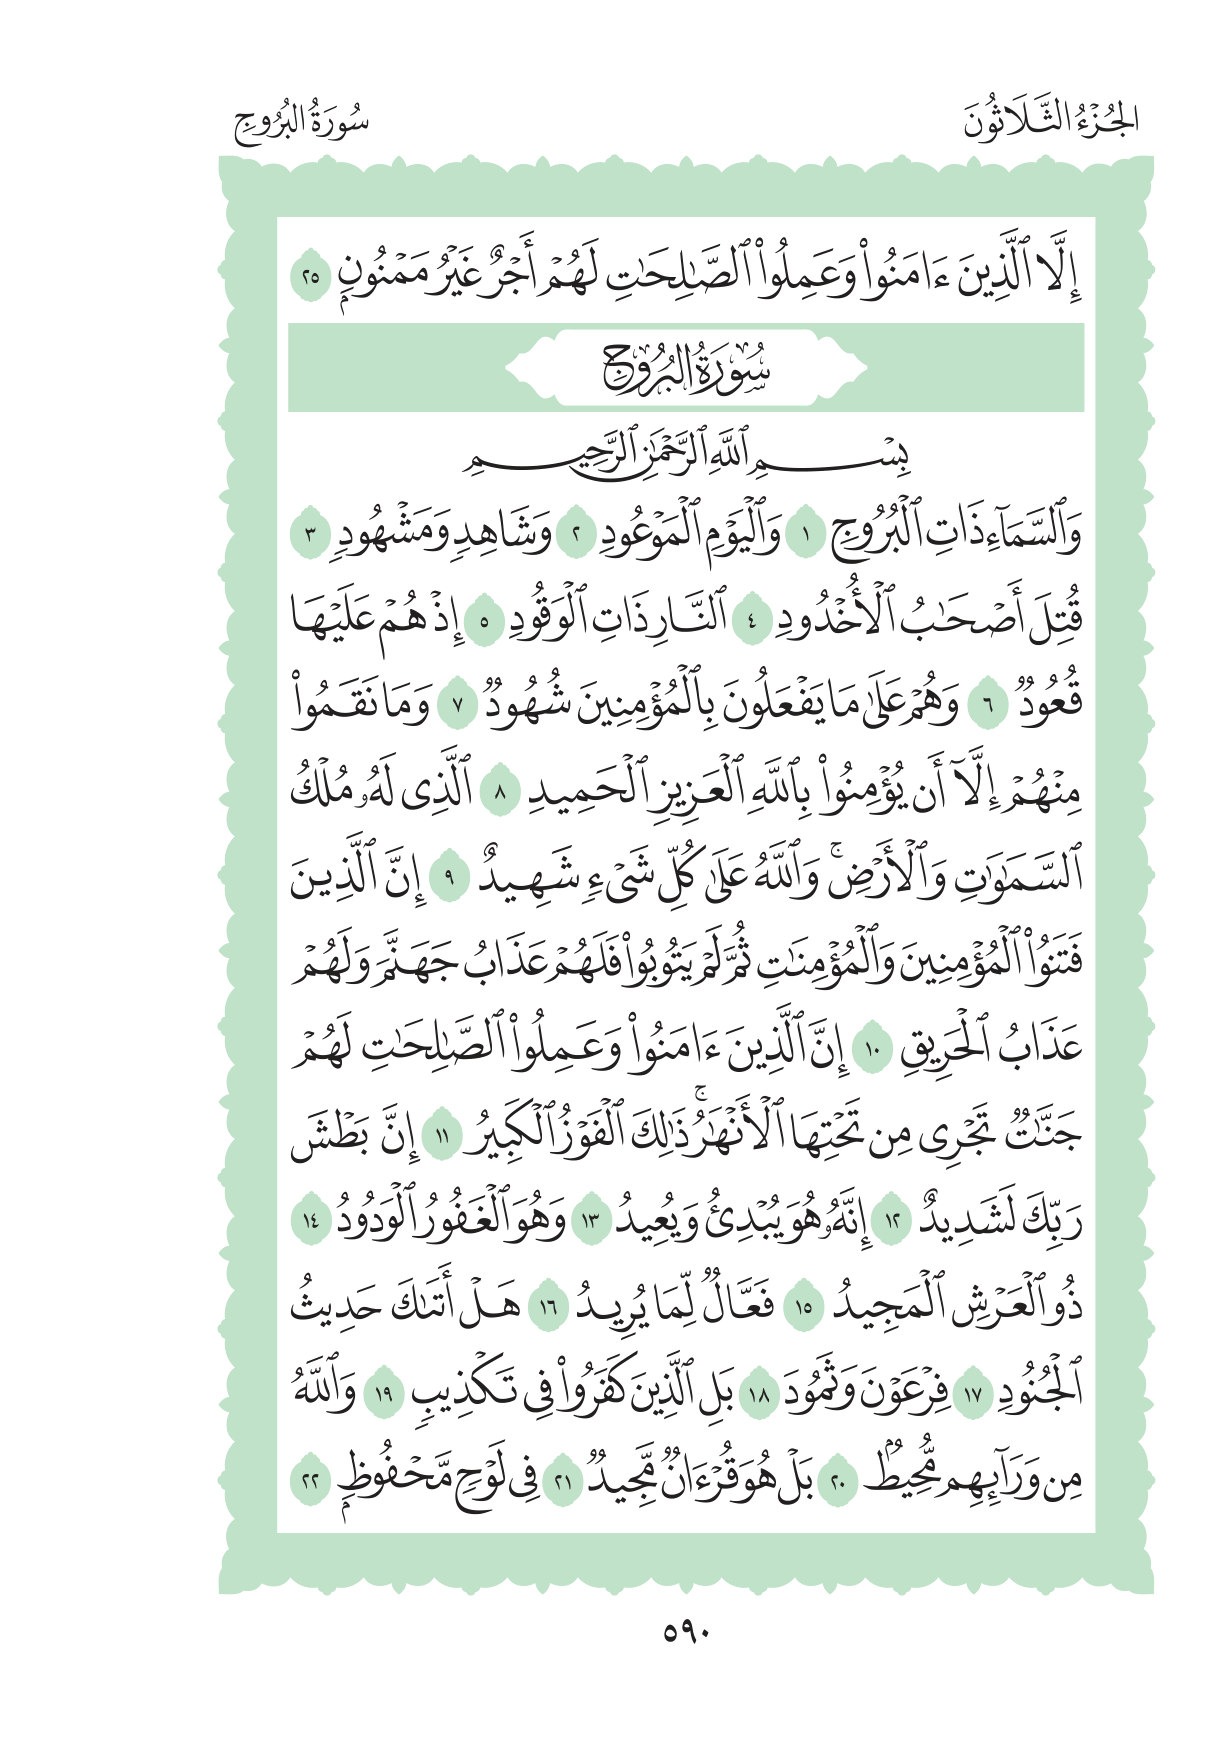 الجُزْءُ الثَّلَاثُونَ
سُورَةُ البُرُوجِ
إِلَّا ٱلَّذِينَ ءَامَنُوا۟ وَعَمِلُوا۟ ٱلصَّٰلِحَٰتِ لَهُمْ أَجْرٌ غَيْرُ مَمْنُونٍۭ ٢٥
سُورَةُ البُرُوجِ
بِسْمِ ٱللَّهِ ٱلرَّحْمَٰنِ ٱلرَّحِيمِ
وَٱلسَّمَآءِ ذَاتِ ٱلْبُرُوجِ ١ وَٱلْيَوْمِ ٱلْمَوْعُودِ ٢ وَشَاهِدٍ وَمَشْهُودٍ ٣
قُتِلَ أَصْحَٰبُ ٱلْأُخْدُودِ ٤ ٱلنَّارِ ذَاتِ ٱلْوَقُودِ ٥ إِذْ هُمْ عَلَيْهَا
قُعُودٌ ٦ وَهُمْ عَلَىٰ مَا يَفْعَلُونَ بِٱلْمُؤْمِنِينَ شُهُودٌ ٧ وَمَا نَقَمُوا۟
مِنْهُمْ إِلَّآ أَن يُؤْمِنُوا۟ بِٱللَّهِ ٱلْعَزِيزِ ٱلْحَمِيدِ ٨ ٱلَّذِى لَهُۥ مُلْكُ
ٱلسَّمَٰوَٰتِ وَٱلْأَرْضِ ۚ وَٱللَّهُ عَلَىٰ كُلِّ شَىْءٍ شَهِيدٌ ٩ إِنَّ ٱلَّذِينَ
فَتَنُوا۟ ٱلْمُؤْمِنِينَ وَٱلْمُؤْمِنَٰتِ ثُمَّ لَمْ يَتُوبُوا۟ فَلَهُمْ عَذَابُ جَهَنَّمَ وَلَهُمْ
عَذَابُ ٱلْحَرِيقِ ١٠ إِنَّ ٱلَّذِينَ ءَامَنُوا۟ وَعَمِلُوا۟ ٱلصَّٰلِحَٰتِ لَهُمْ
جَنَّٰتٌ تَجْرِى مِن تَحْتِهَا ٱلْأَنْهَٰرُ ۚ ذَٰلِكَ ٱلْفَوْزُ ٱلْكَبِيرُ ١١ إِنَّ بَطْشَ
رَبِّكَ لَشَدِيدٌ ١٢ إِنَّهُۥ هُوَ يُبْدِئُ وَيُعِيدُ ١٣ وَهُوَ ٱلْغَفُورُ ٱلْوَدُودُ ١٤
ذُو ٱلْعَرْشِ ٱلْمَجِيدُ ١٥ فَعَّالٌ لِّمَا يُرِيدُ ١٦ هَلْ أَتَىٰكَ حَدِيثُ
ٱلْجُنُودِ ١٧ فِرْعَوْنَ وَثَمُودَ ١٨ بَلِ ٱلَّذِينَ كَفَرُوا۟ فِى تَكْذِيبٍ ١٩ وَٱللَّهُ
مِن وَرَآئِهِم مُّحِيطٌۢ ٢٠ بَلْ هُوَ قُرْءَانٌ مَّجِيدٌ ٢١ فِى لَوْحٍ مَّحْفُوظٍۭ ٢٢
٥٩٠